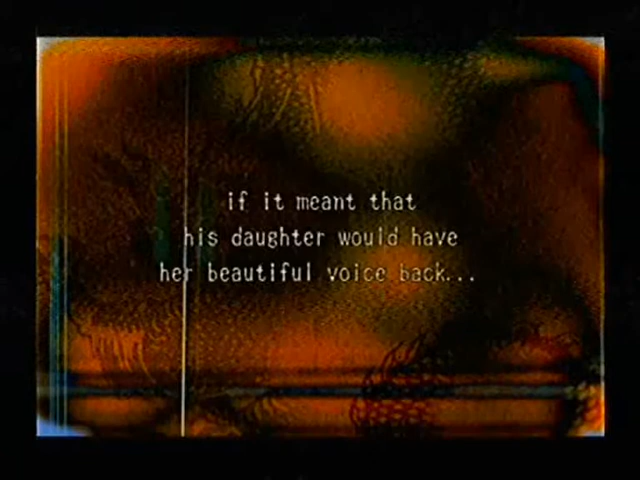 if it meant that
his daughter would have
her beautiful voice back...